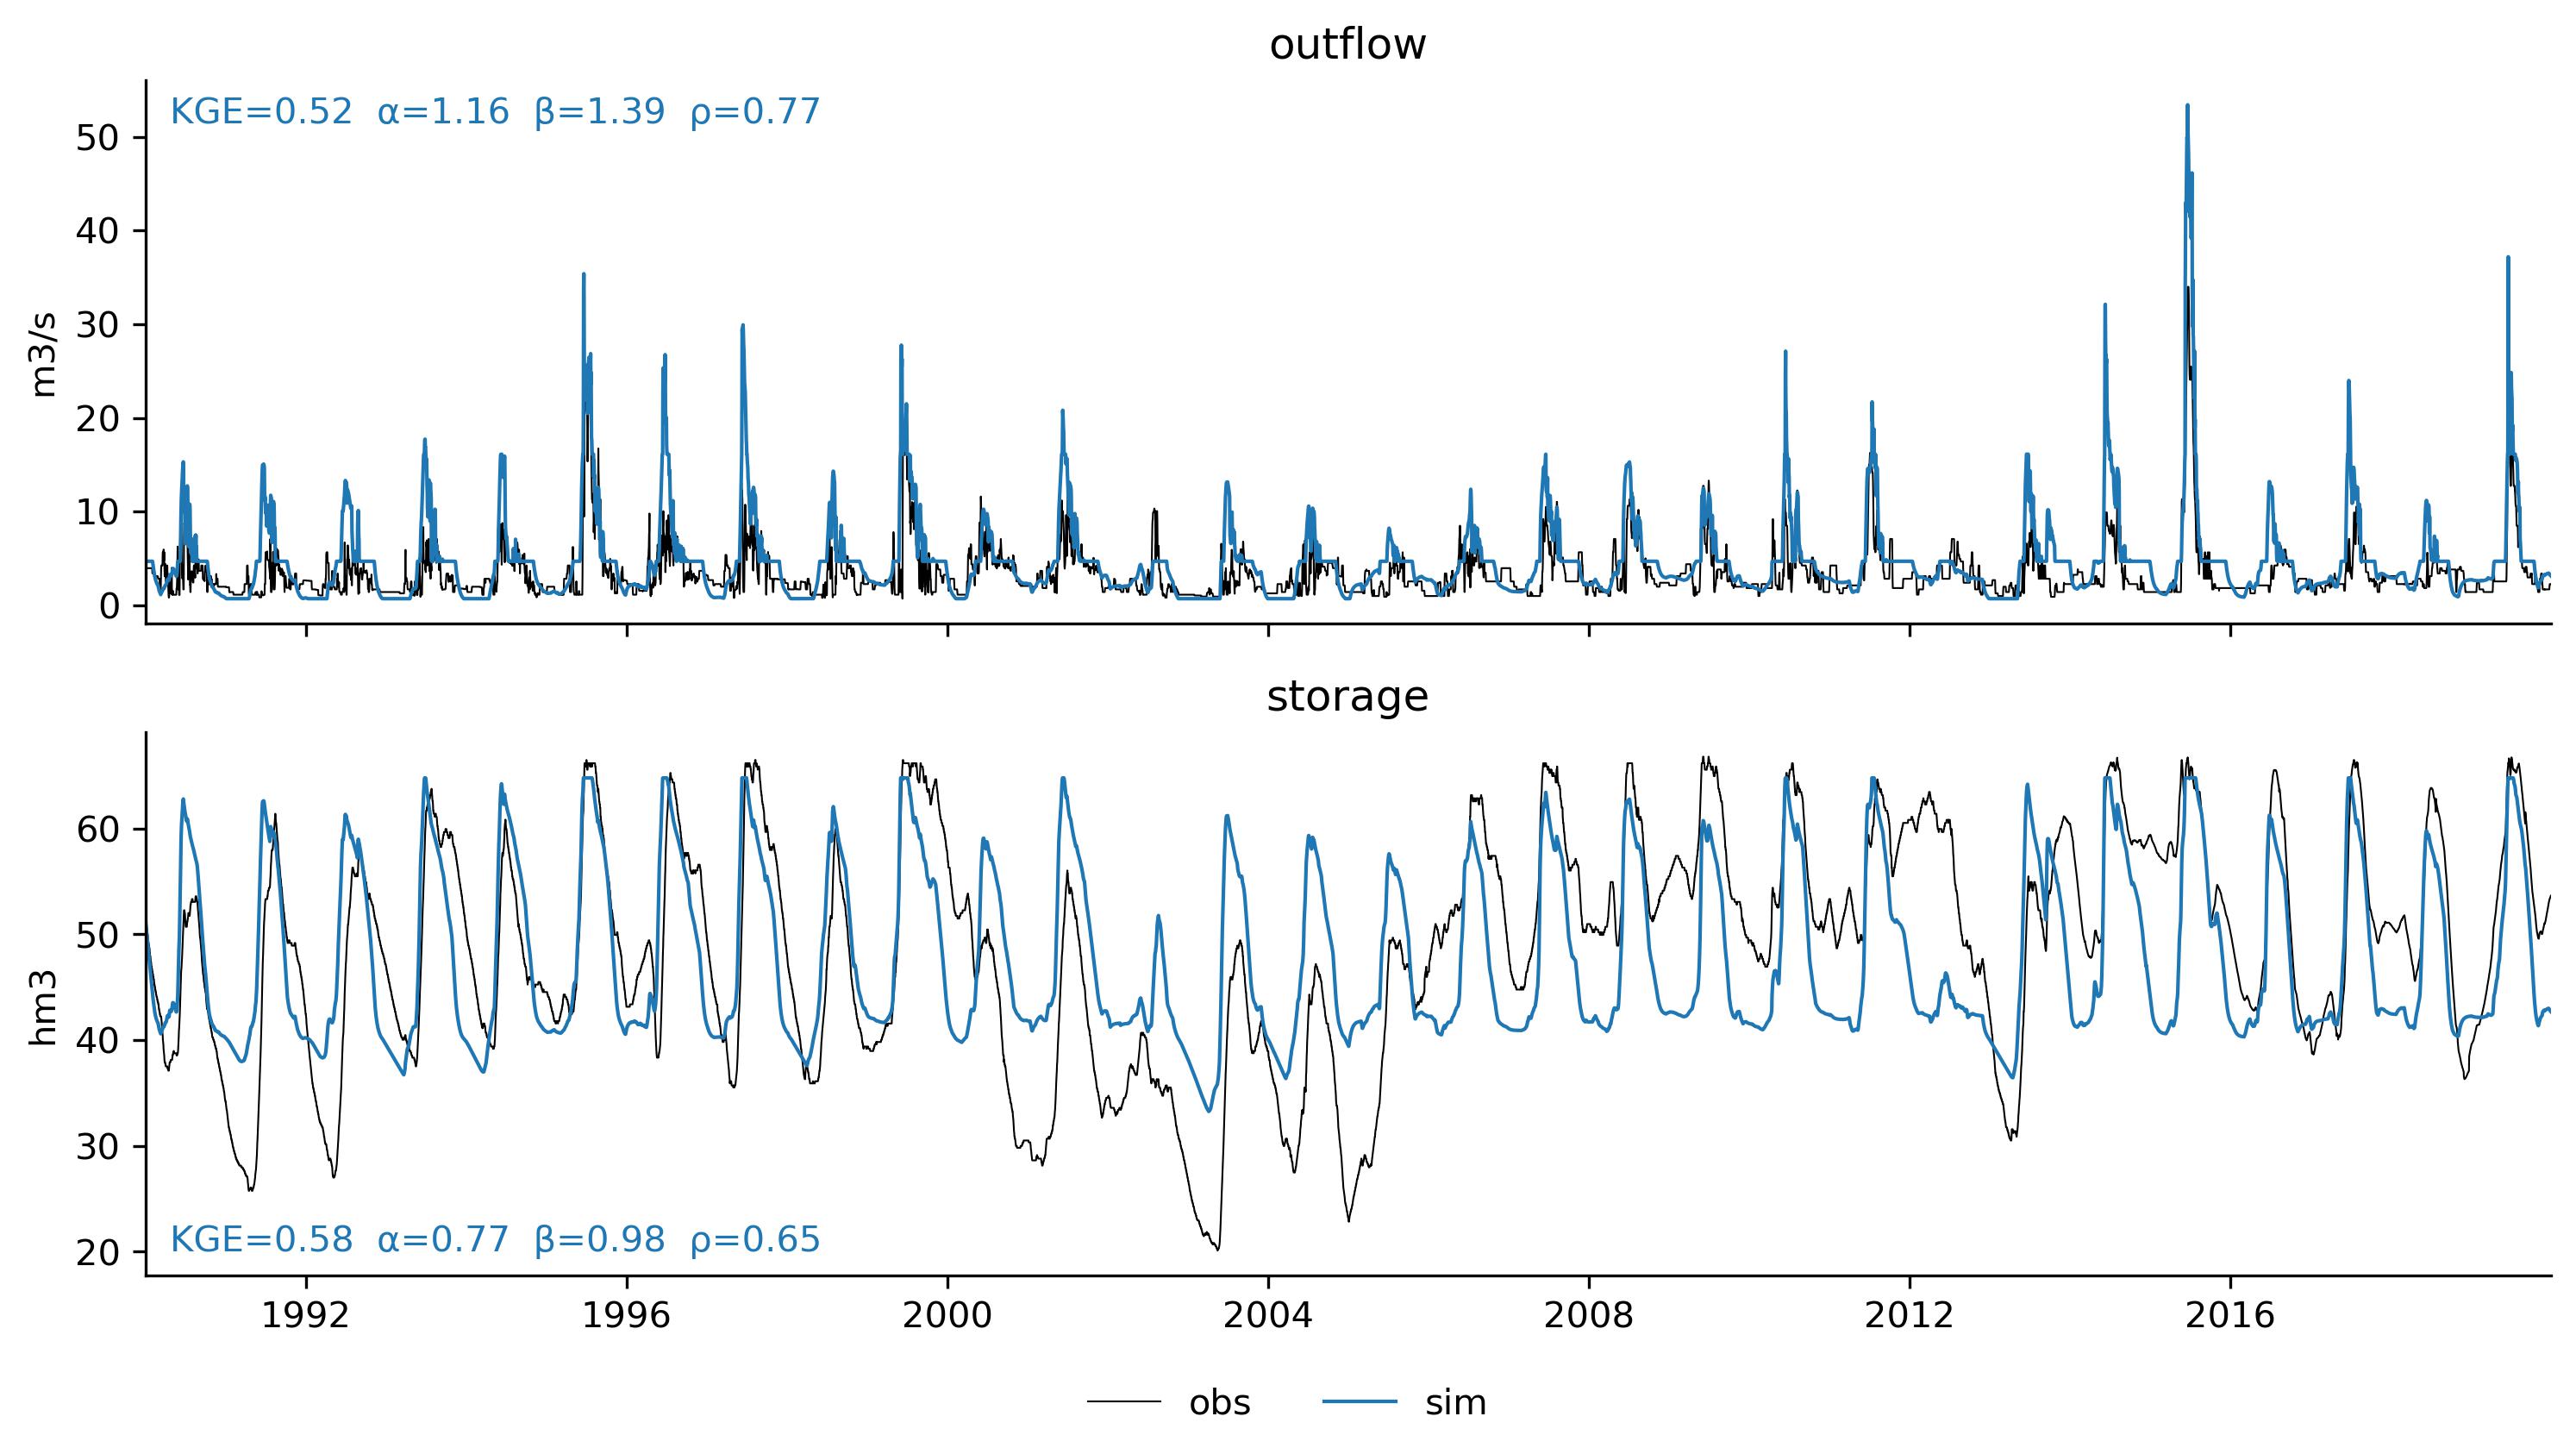 outflow
KGE=0.52 α=1.16 β=1.39 ρ=0.77
50
40
30
20
10
0
m3/s
storage
60
50
40
30
20
hm3
KGE=0.58 α=0.77 β=0.98 ρ=0.65
1992 1996 2000 2004 2008 2012 2016
obs sim